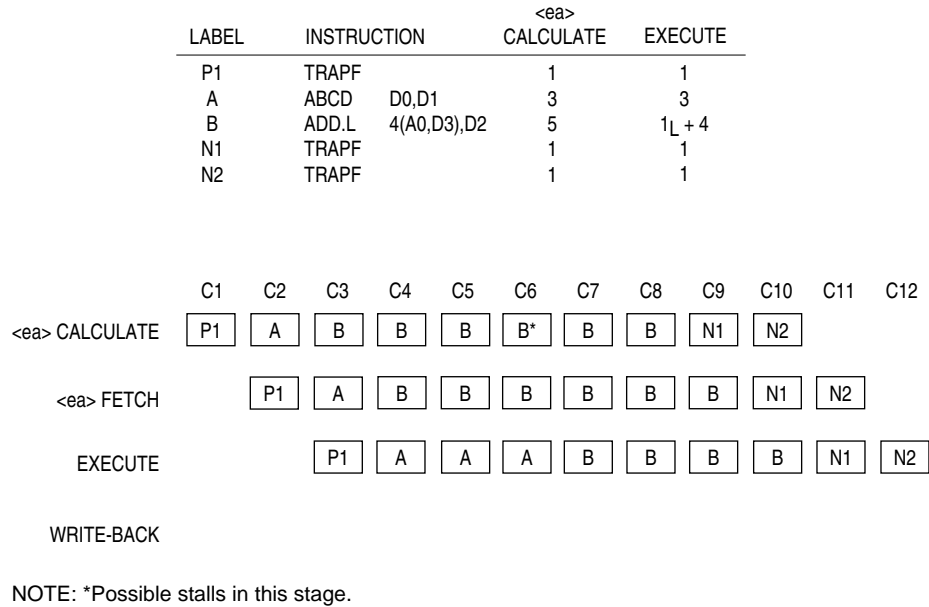 <ea>
LABEL INSTRUCTION CALCULATE EXECUTE
P1 TRAPF 1 1
A ABCD D0,D1 3 3
B ADD.L 4(A0,D3),D2 5 1L + 4
N1 TRAPF 1 1
N2 TRAPF 1 1
C1 C2 C3 C4 C5 C6 C7 C8 C9 C10 C11 C12
<ea> CALCULATE P1 A B B B B* B B N1 N2
<ea> FETCH P1 A B B B B B B N1 N2
EXECUTE P1 A A A B B B B N1 N2
WRITE-BACK
NOTE: *Possible stalls in this stage.